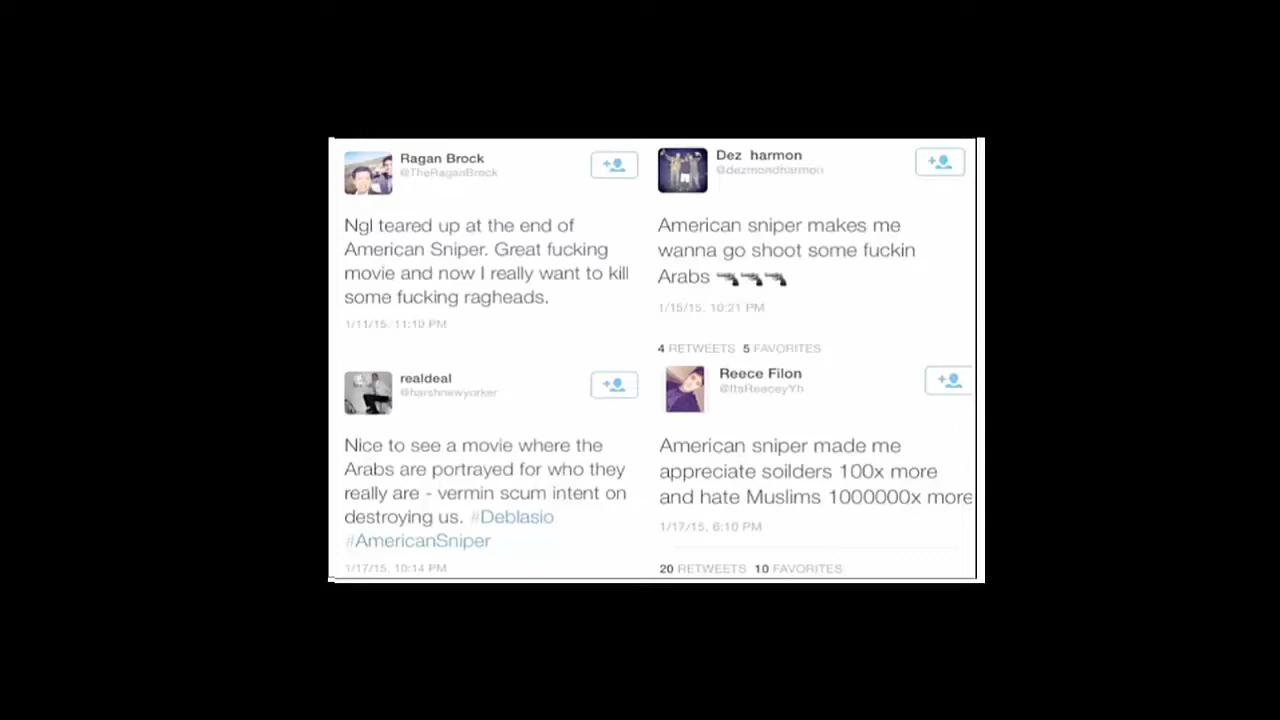 Ragan Brock
@TheRaganBrock
Ngl teared up at the end of
American Sniper. Great fucking
movie and now I really want to kill
some fucking ragheads.
1/11/15, 11:10 PM
Dez harmon
@dezmondharmon
American sniper makes me
wanna go shoot some fuckin
Arabs 🔫🔫🔫
1/15/15, 10:21 PM
4 RETWEETS 5 FAVORITES
realdeal
@harshnewyorker
Nice to see a movie where the
Arabs are portrayed for who they
really are - vermin scum intent on
destroying us. #Deblasio
#AmericanSniper
1/17/15, 10:14 PM
Reece Filon
@ItsReeceyYh
American sniper made me
appreciate soilders 100x more
and hate Muslims 1000000x more
1/17/15, 6:10 PM
20 RETWEETS 10 FAVORITES